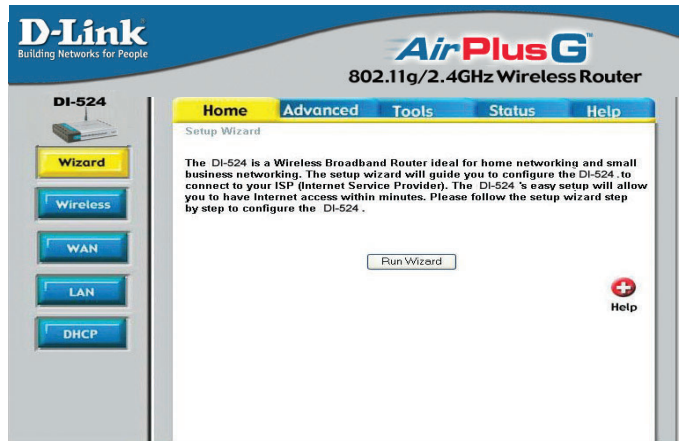 D-Link
Building Networks for People
AirPlus G
802.11g/2.4GHz Wireless Router
DI-524
Home Advanced Tools Status Help
Setup Wizard
Wizard
Wireless
WAN
LAN
DHCP
The DI-524 is a Wireless Broadband Router ideal for home networking and small
business networking. The setup wizard will guide you to configure the DI-524 .to
connect to your ISP (Internet Service Provider). The DI-524 's easy setup will allow
you to have Internet access within minutes. Please follow the setup wizard step
by step to configure the DI-524 .
Run Wizard
Help